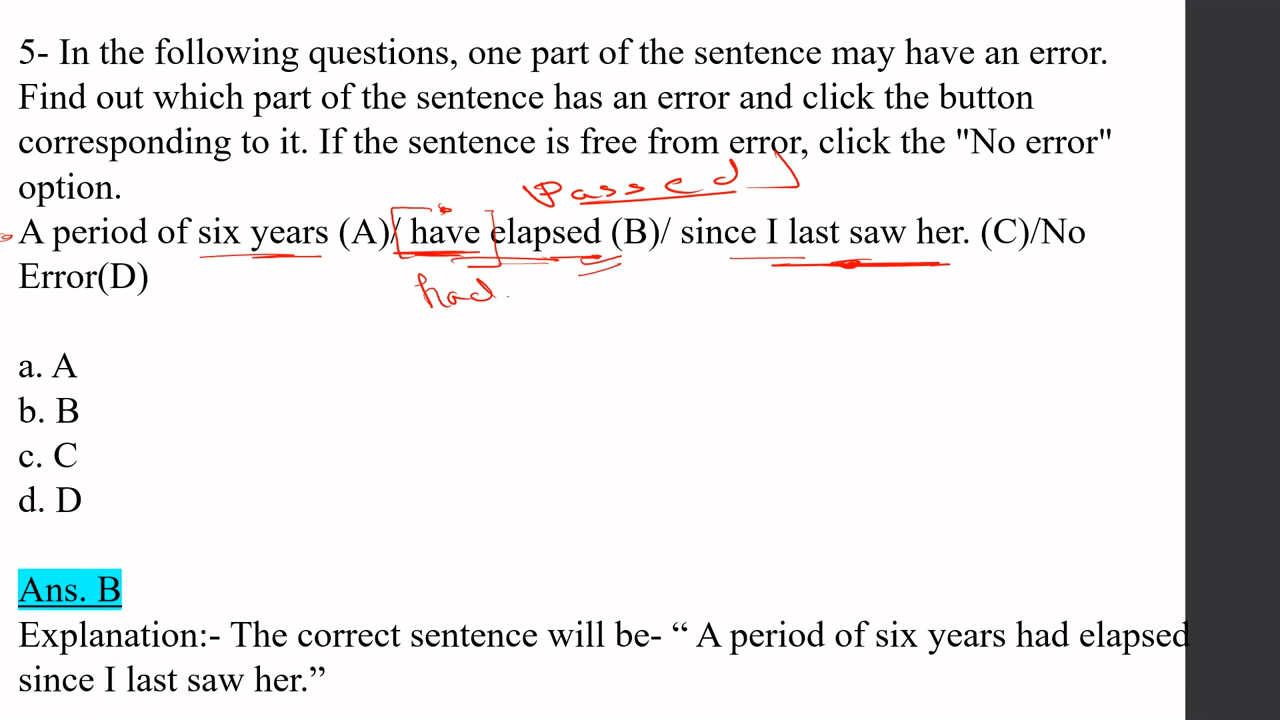 5- In the following questions, one part of the sentence may have an error.
Find out which part of the sentence has an error and click the button
corresponding to it. If the sentence is free from error, click the "No error"
option.
Passed
A period of six years (A)/ have elapsed (B)/ since I last saw her. (C)/No
Error(D)
had.
a. A
b. B
c. C
d. D
Ans. B
Explanation:- The correct sentence will be- “ A period of six years had elapsed
since I last saw her.”